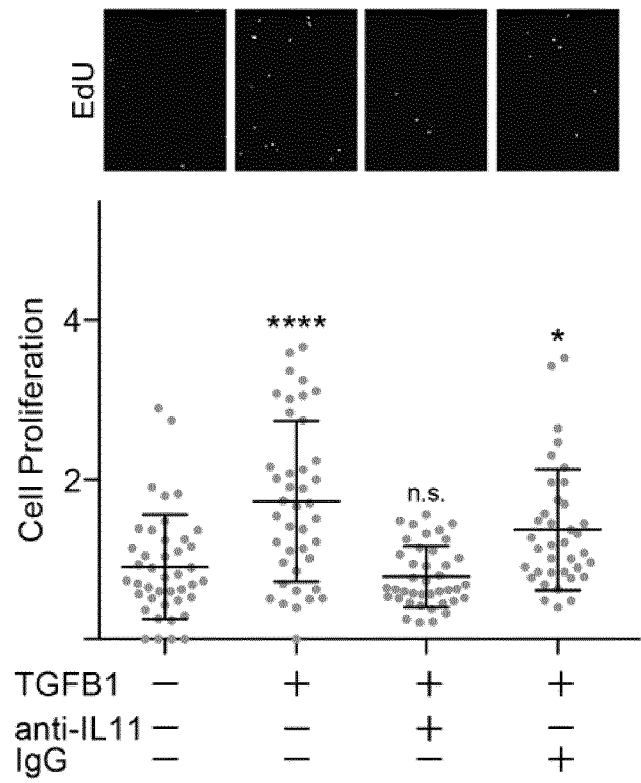 EdU
Cell Proliferation
4
2
****
n.s.
*
TGFB1 − + + +
anti-IL11 − − + −
IgG − − − +